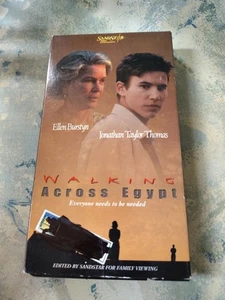 Ellen Burstyn
Jonathan Taylor Thomas
WALKING
Across Egypt
Everyone needs to be needed
EDITED BY SANDSTAR FOR FAMILY VIEWING